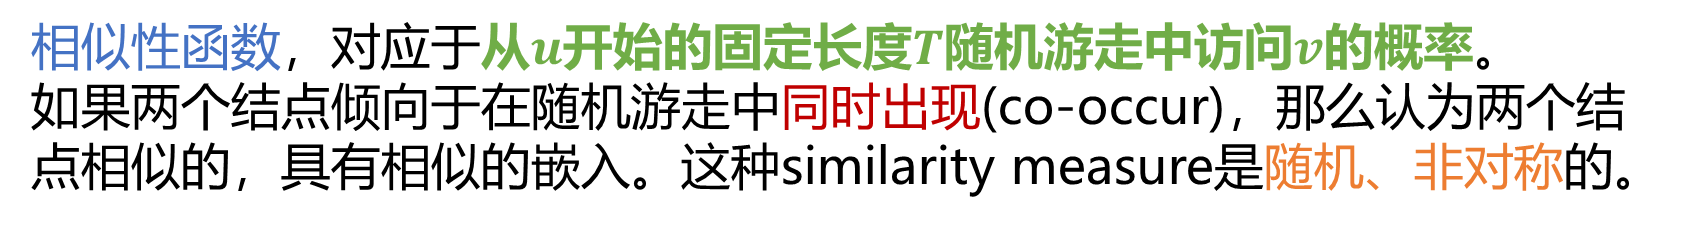 相似性函数，对应于从u开始的固定长度T随机游走中访问v的概率。
如果两个结点倾向于在随机游走中同时出现(co-occur)，那么认为两个结
点相似的，具有相似的嵌入。这种similarity measure是随机、非对称的。